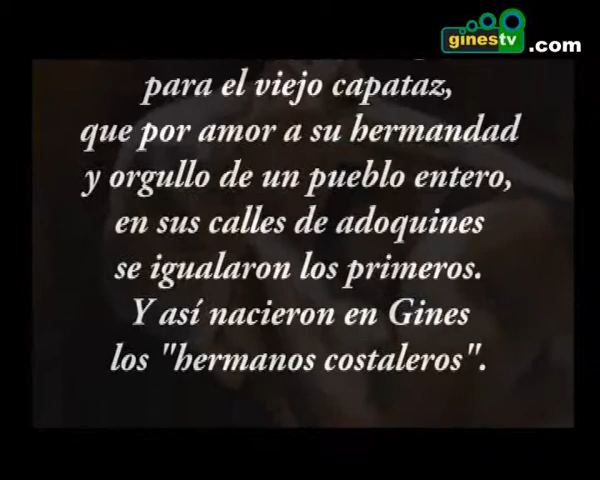 ginestv.com
para el viejo capataz,
que por amor a su hermandad
y orgullo de un pueblo entero,
en sus calles de adoquines
se igualaron los primeros.
Y así nacieron en Gines
los "hermanos costaleros".